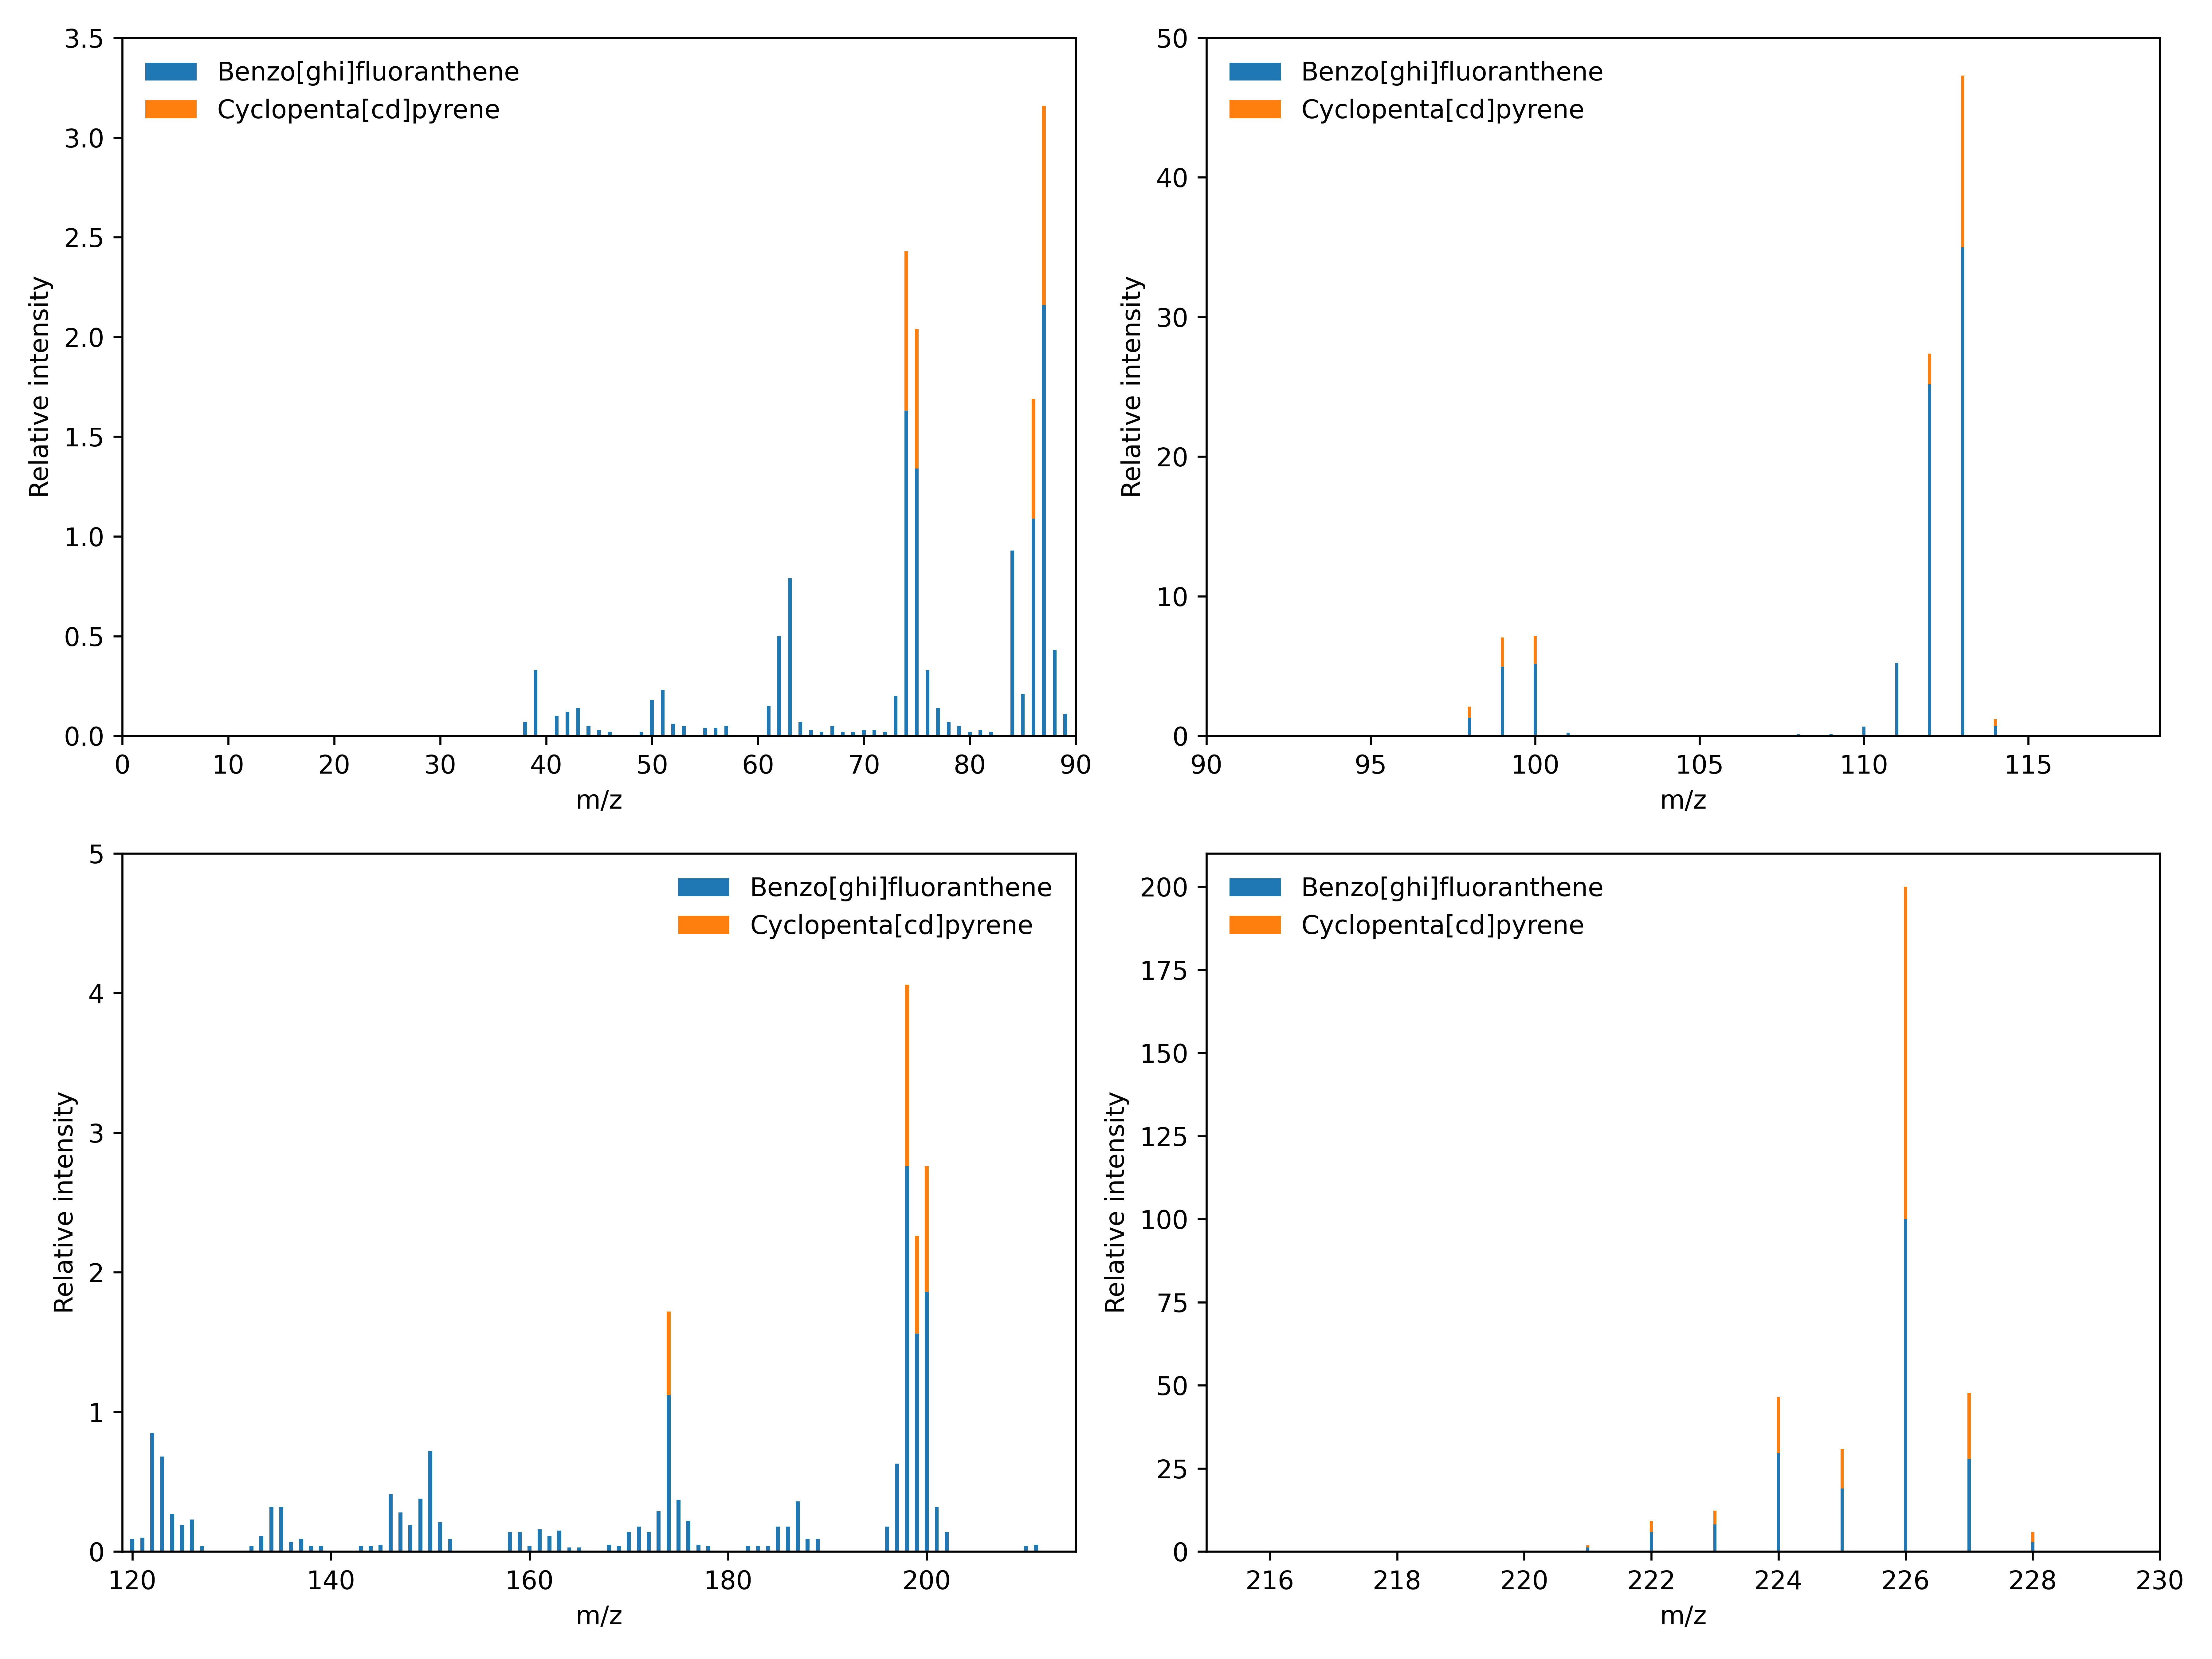 3.5
3.0
2.5
2.0
1.5
1.0
0.5
0.0
Relative intensity
Benzo[ghi]fluoranthene
Cyclopenta[cd]pyrene
0 10 20 30 40 50 60 70 80 90
m/z
50
40
30
20
10
0
Relative intensity
Benzo[ghi]fluoranthene
Cyclopenta[cd]pyrene
90 95 100 105 110 115
m/z
5
4
3
2
1
0
Relative intensity
Benzo[ghi]fluoranthene
Cyclopenta[cd]pyrene
120 140 160 180 200
m/z
200
175
150
125
100
75
50
25
0
Relative intensity
Benzo[ghi]fluoranthene
Cyclopenta[cd]pyrene
216 218 220 222 224 226 228 230
m/z